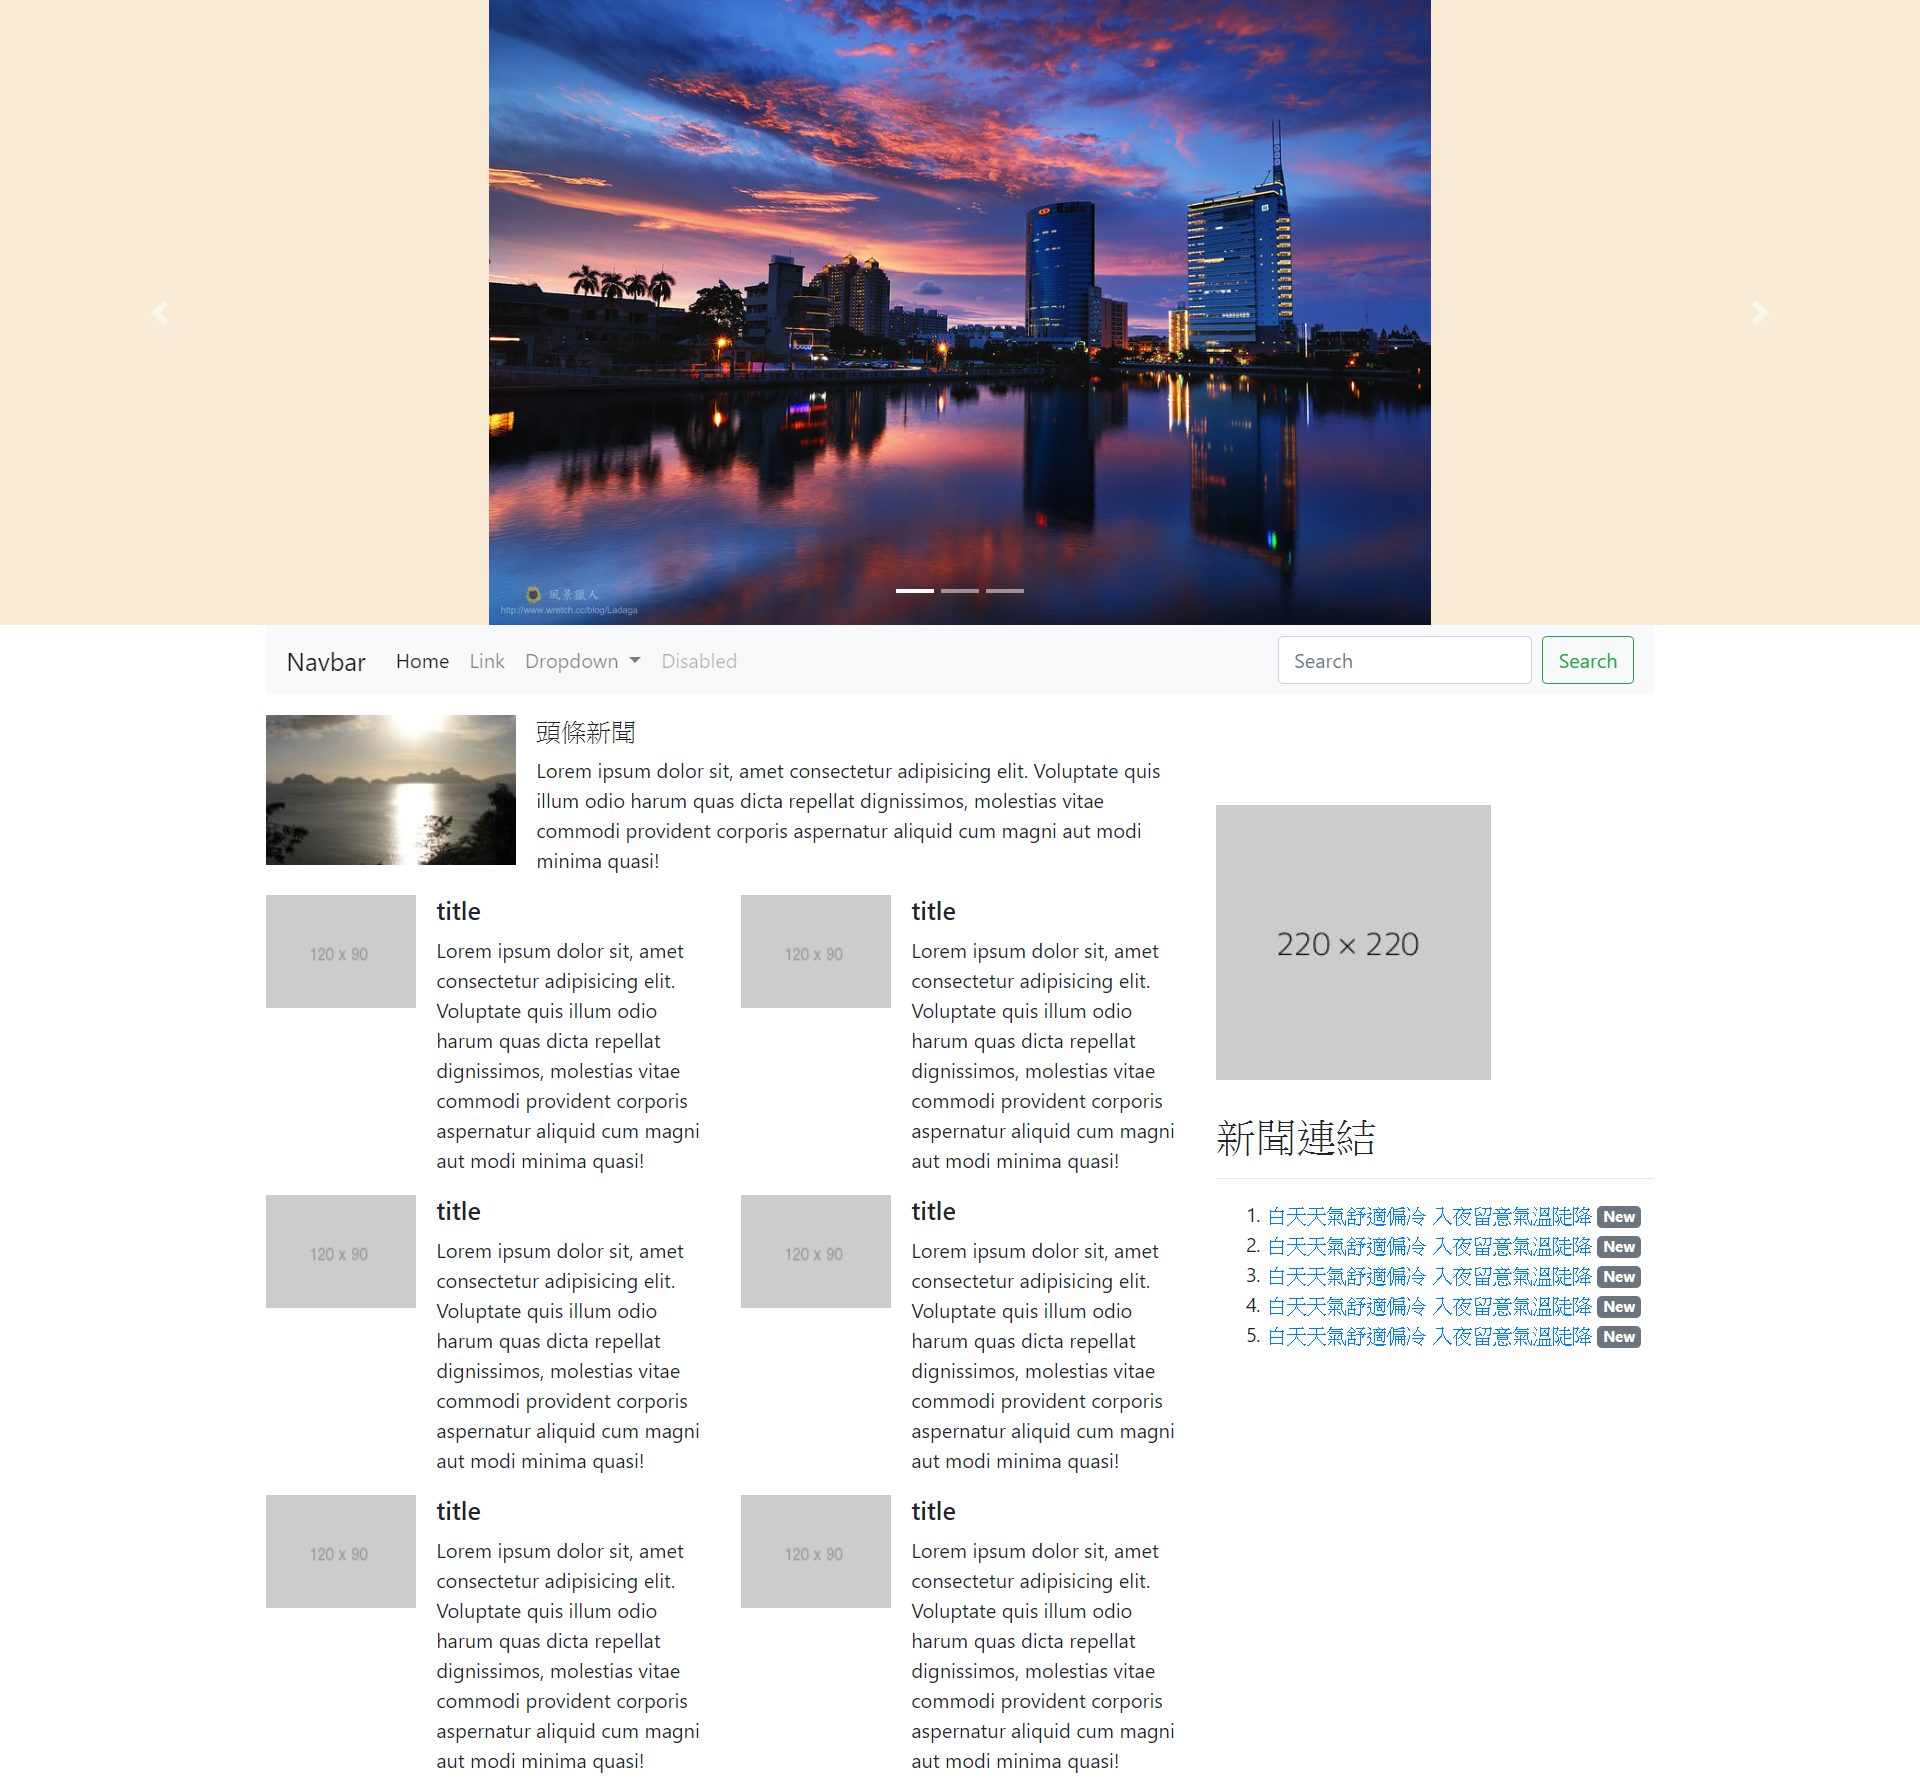 風景獵人
http://www.wretch.cc/blog/Ladaga
Navbar Home Link Dropdown Disabled Search Search
頭條新聞
Lorem ipsum dolor sit, amet consectetur adipisicing elit. Voluptate quis
illum odio harum quas dicta repellat dignissimos, molestias vitae
commodi provident corporis aspernatur aliquid cum magni aut modi
minima quasi!
120 x 90
title
Lorem ipsum dolor sit, amet
consectetur adipisicing elit.
Voluptate quis illum odio
harum quas dicta repellat
dignissimos, molestias vitae
commodi provident corporis
aspernatur aliquid cum magni
aut modi minima quasi!
120 x 90
title
Lorem ipsum dolor sit, amet
consectetur adipisicing elit.
Voluptate quis illum odio
harum quas dicta repellat
dignissimos, molestias vitae
commodi provident corporis
aspernatur aliquid cum magni
aut modi minima quasi!
120 x 90
title
Lorem ipsum dolor sit, amet
consectetur adipisicing elit.
Voluptate quis illum odio
harum quas dicta repellat
dignissimos, molestias vitae
commodi provident corporis
aspernatur aliquid cum magni
aut modi minima quasi!
120 x 90
title
Lorem ipsum dolor sit, amet
consectetur adipisicing elit.
Voluptate quis illum odio
harum quas dicta repellat
dignissimos, molestias vitae
commodi provident corporis
aspernatur aliquid cum magni
aut modi minima quasi!
120 x 90
title
Lorem ipsum dolor sit, amet
consectetur adipisicing elit.
Voluptate quis illum odio
harum quas dicta repellat
dignissimos, molestias vitae
commodi provident corporis
aspernatur aliquid cum magni
aut modi minima quasi!
120 x 90
title
Lorem ipsum dolor sit, amet
consectetur adipisicing elit.
Voluptate quis illum odio
harum quas dicta repellat
dignissimos, molestias vitae
commodi provident corporis
aspernatur aliquid cum magni
aut modi minima quasi!
220 × 220
新聞連結
1. 白天天氣舒適偏冷 入夜留意氣溫陡降 New
2. 白天天氣舒適偏冷 入夜留意氣溫陡降 New
3. 白天天氣舒適偏冷 入夜留意氣溫陡降 New
4. 白天天氣舒適偏冷 入夜留意氣溫陡降 New
5. 白天天氣舒適偏冷 入夜留意氣溫陡降 New